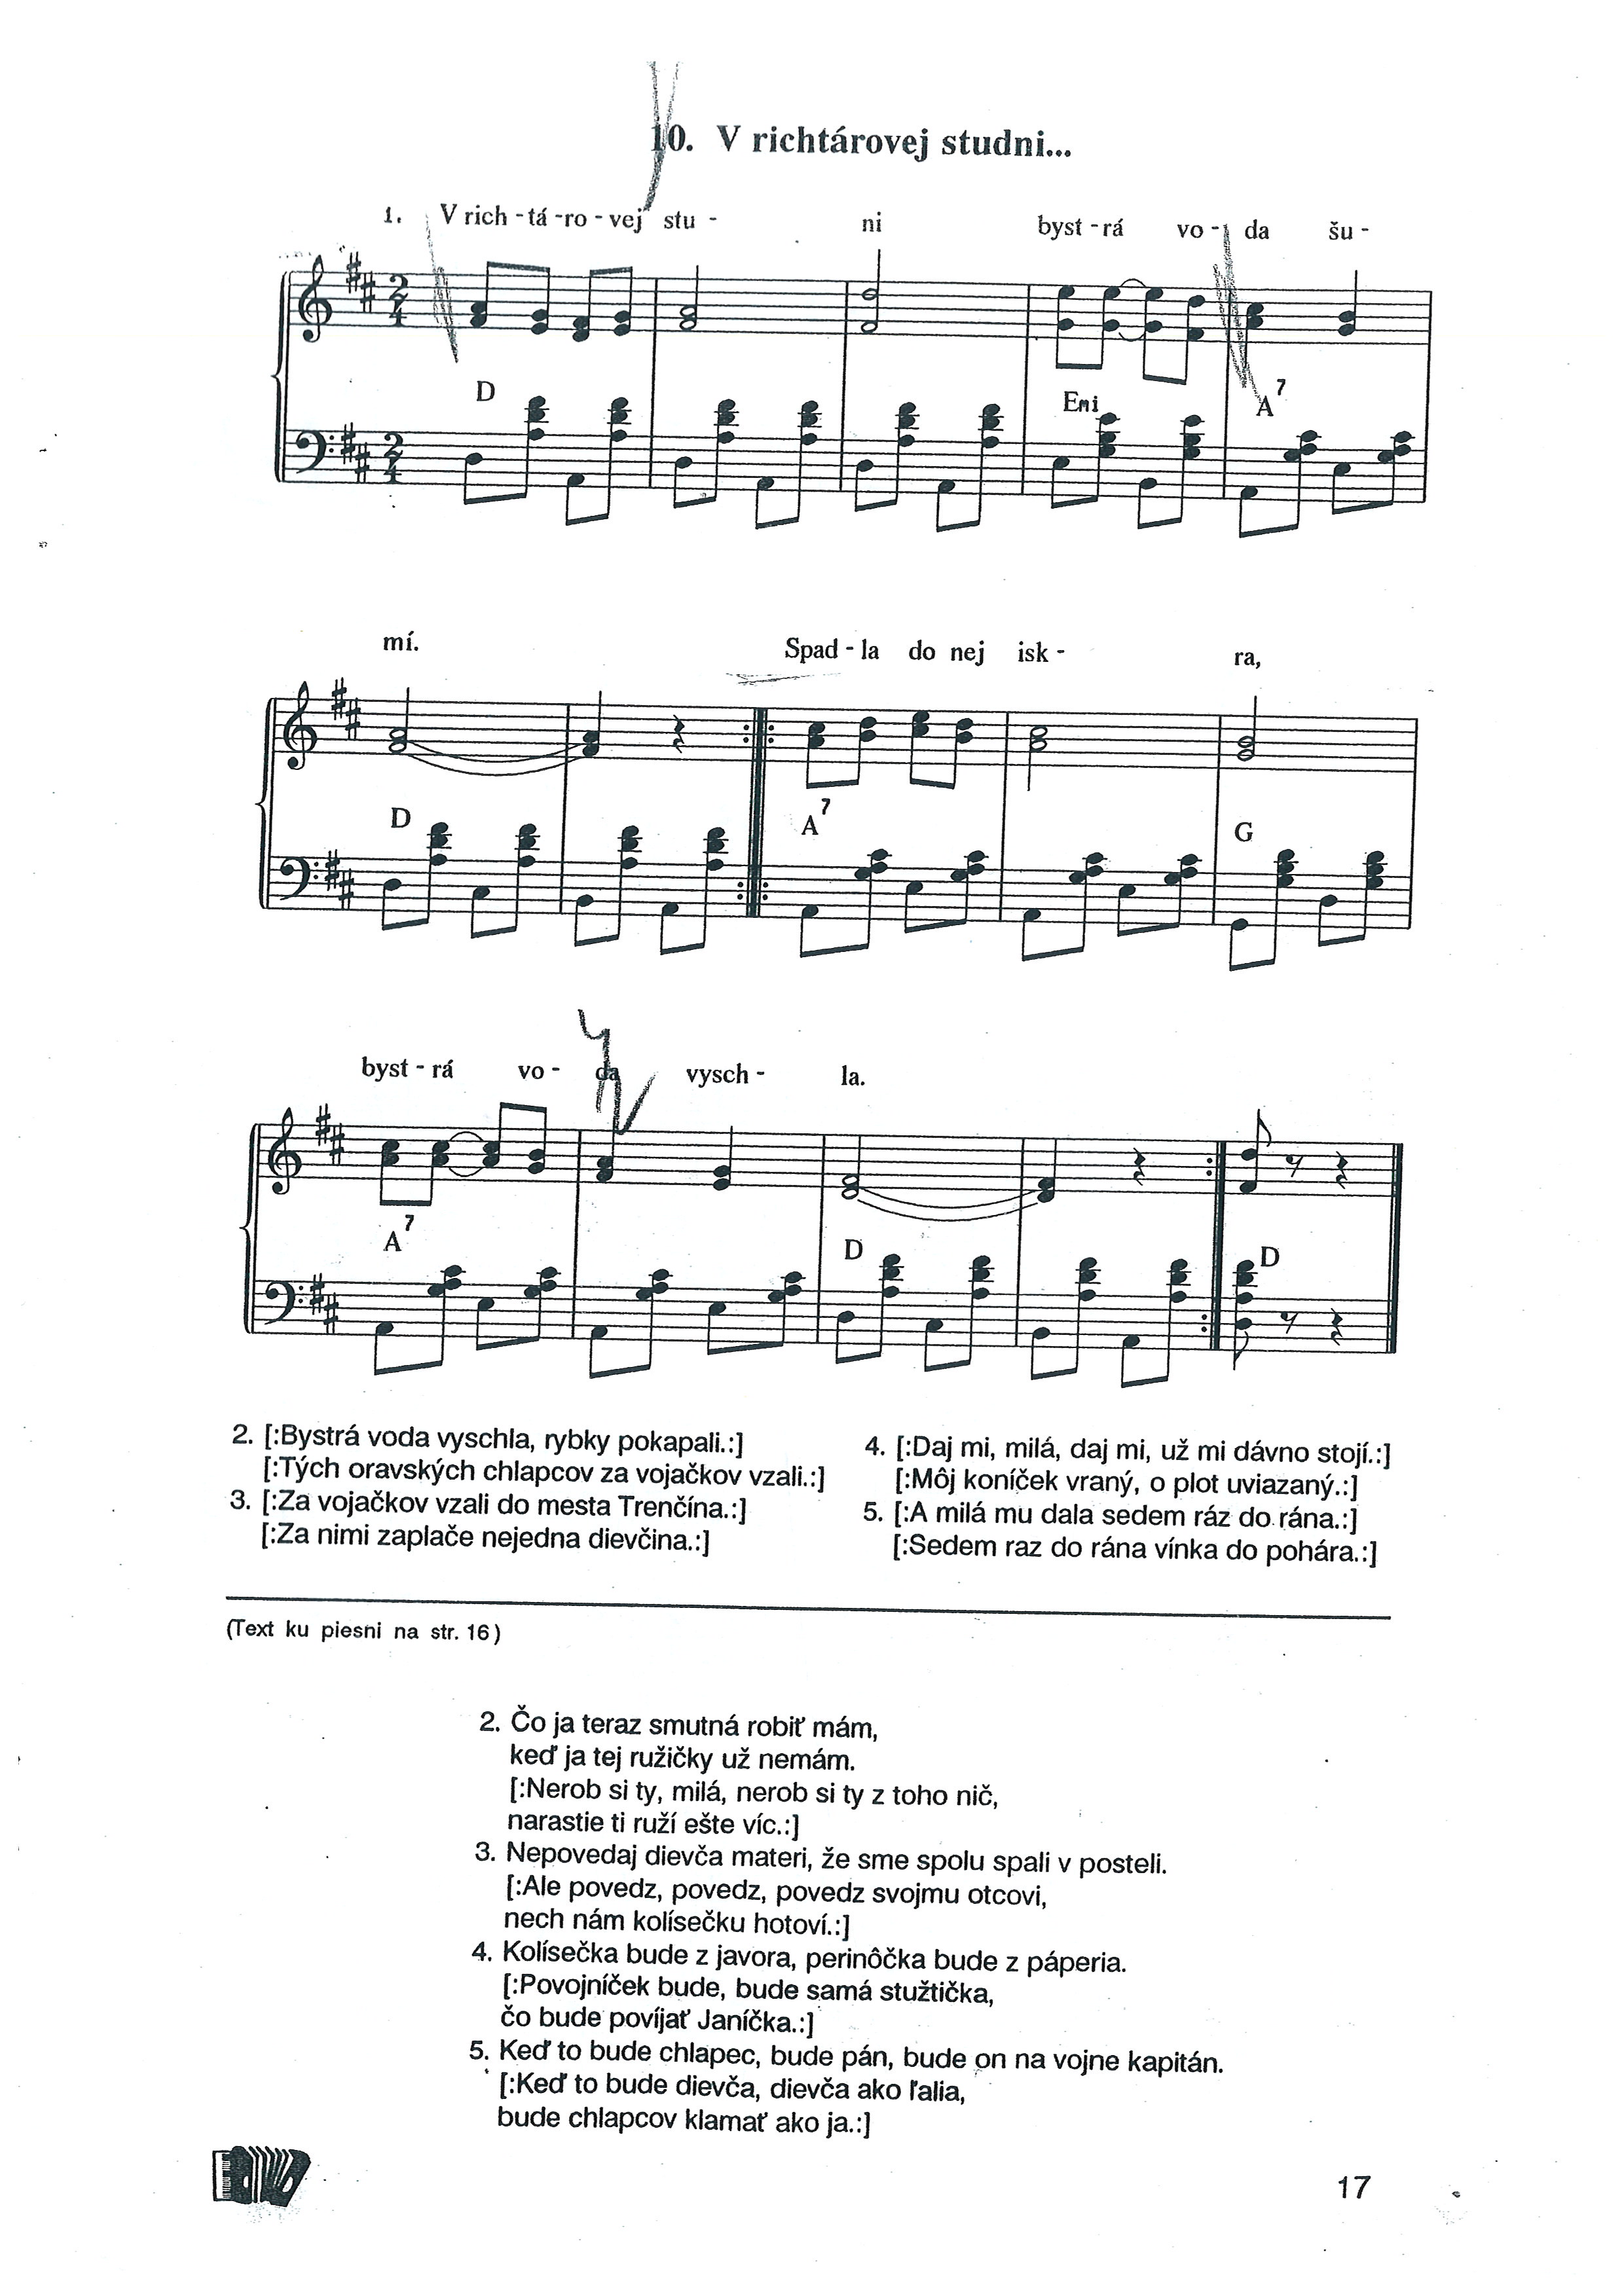 10. V richtárovej studni...
1. V rich - tá - ro - vej stu - ni byst - rá vo - da šu -
D Emi A7
mí. Spad - la do nej isk - ra,
D A7 G
byst - rá vo - da vysch - la.
A7 D D
2. [:Bystrá voda vyschla, rybky pokapali.:]
[:Tých oravských chlapcov za vojačkov vzali.:]
3. [:Za vojačkov vzali do mesta Trenčína.:]
[:Za nimi zaplače nejedna dievčina.:]
4. [:Daj mi, milá, daj mi, už mi dávno stojí.:]
[:Môj koníček vraný, o plot uviazaný.:]
5. [:A milá mu dala sedem ráz do rána.:]
[:Sedem raz do rána vínka do pohára.:]
(Text ku piesni na str. 16)
2. Čo ja teraz smutná robiť mám,
keď ja tej ružičky už nemám.
[:Nerob si ty, milá, nerob si ty z toho nič,
narastie ti ruží ešte víc.:]
3. Nepovedaj dievča materi, že sme spolu spali v posteli.
[:Ale povedz, povedz, povedz svojmu otcovi,
nech nám kolísečku hotoví.:]
4. Kolísečka bude z javora, perinôčka bude z páperia.
[:Povojníček bude, bude samá stužtička,
čo bude povíjať Janíčka.:]
5. Keď to bude chlapec, bude pán, bude on na vojne kapitán.
[:Keď to bude dievča, dievča ako ľalia,
bude chlapcov klamať ako ja.:]
17